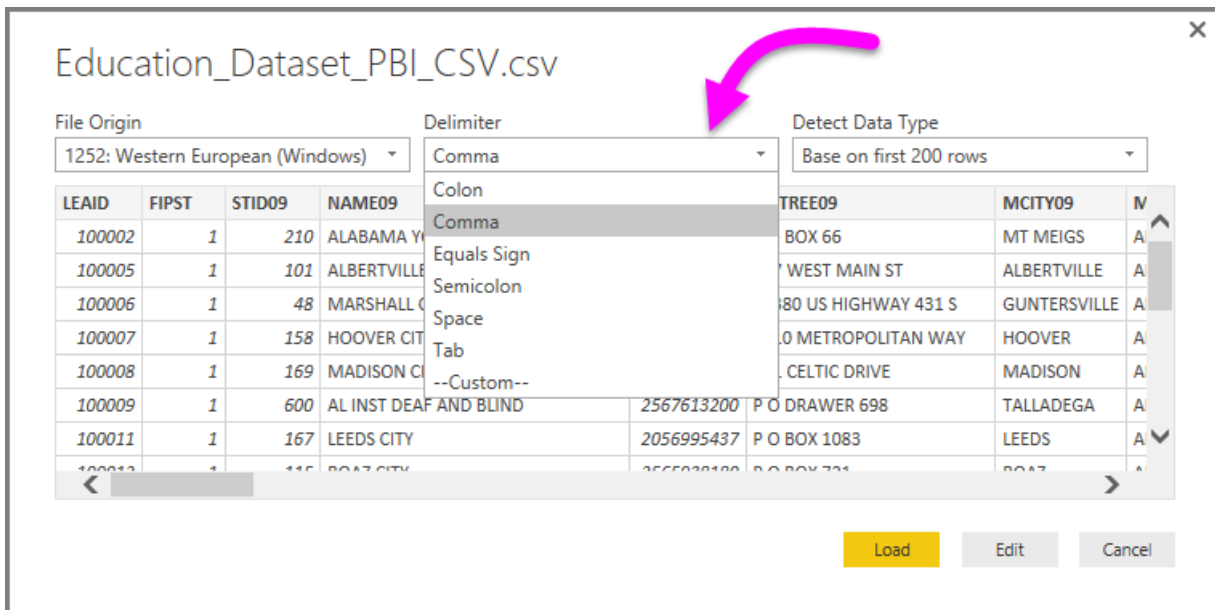 Education_Dataset_PBI_CSV.csv
File Origin Delimiter Detect Data Type
1252: Western European (Windows) Comma Base on first 200 rows
LEAID FIPST STID09 NAME09 TREE09 MCITY09 M
Colon
Comma
Equals Sign
Semicolon
Space
Tab
--Custom--
100002 1 210 ALABAMA BOX 66 MT MEIGS
100005 1 101 ALBERTVILLE WEST MAIN ST ALBERTVILLE
100006 1 48 MARSHALL 380 US HIGHWAY 431 S GUNTERSVILLE
100007 1 158 HOOVER CIT METROPOLITAN WAY HOOVER
100008 1 169 MADISON CELTIC DRIVE MADISON
100009 1 600 AL INST DEAF AND BLIND 2567613200 P O DRAWER 698 TALLADEGA
100011 1 167 LEEDS CITY 2056995437 P O BOX 1083 LEEDS
Load Edit Cancel